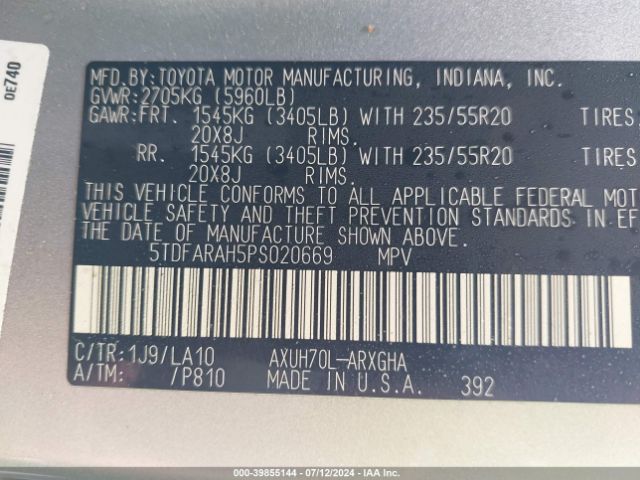 0E740
MFD.BY:TOYOTA MOTOR MANUFACTURING, INDIANA, INC.
GVWR:2705KG (5960LB)
GAWR:FRT. 1545KG (3405LB) WITH 235/55R20 TIRES,
20X8J RIMS.
RR. 1545KG (3405LB) WITH 235/55R20 TIRES
20X8J RIMS.
THIS VEHICLE CONFORMS TO ALL APPLICABLE FEDERAL MOT
VEHICLE SAFETY AND THEFT PREVENTION STANDARDS IN EF
THE DATE OF MANUFACTURE SHOWN ABOVE.
5TDFARAH5PS020669 MPV
C/TR:1J9/LA10 AXUH70L-ARXGHA
A/TM: /P810 MADE IN U.S.A. 392
000-39855144 - 07/12/2024 - IAAI.com